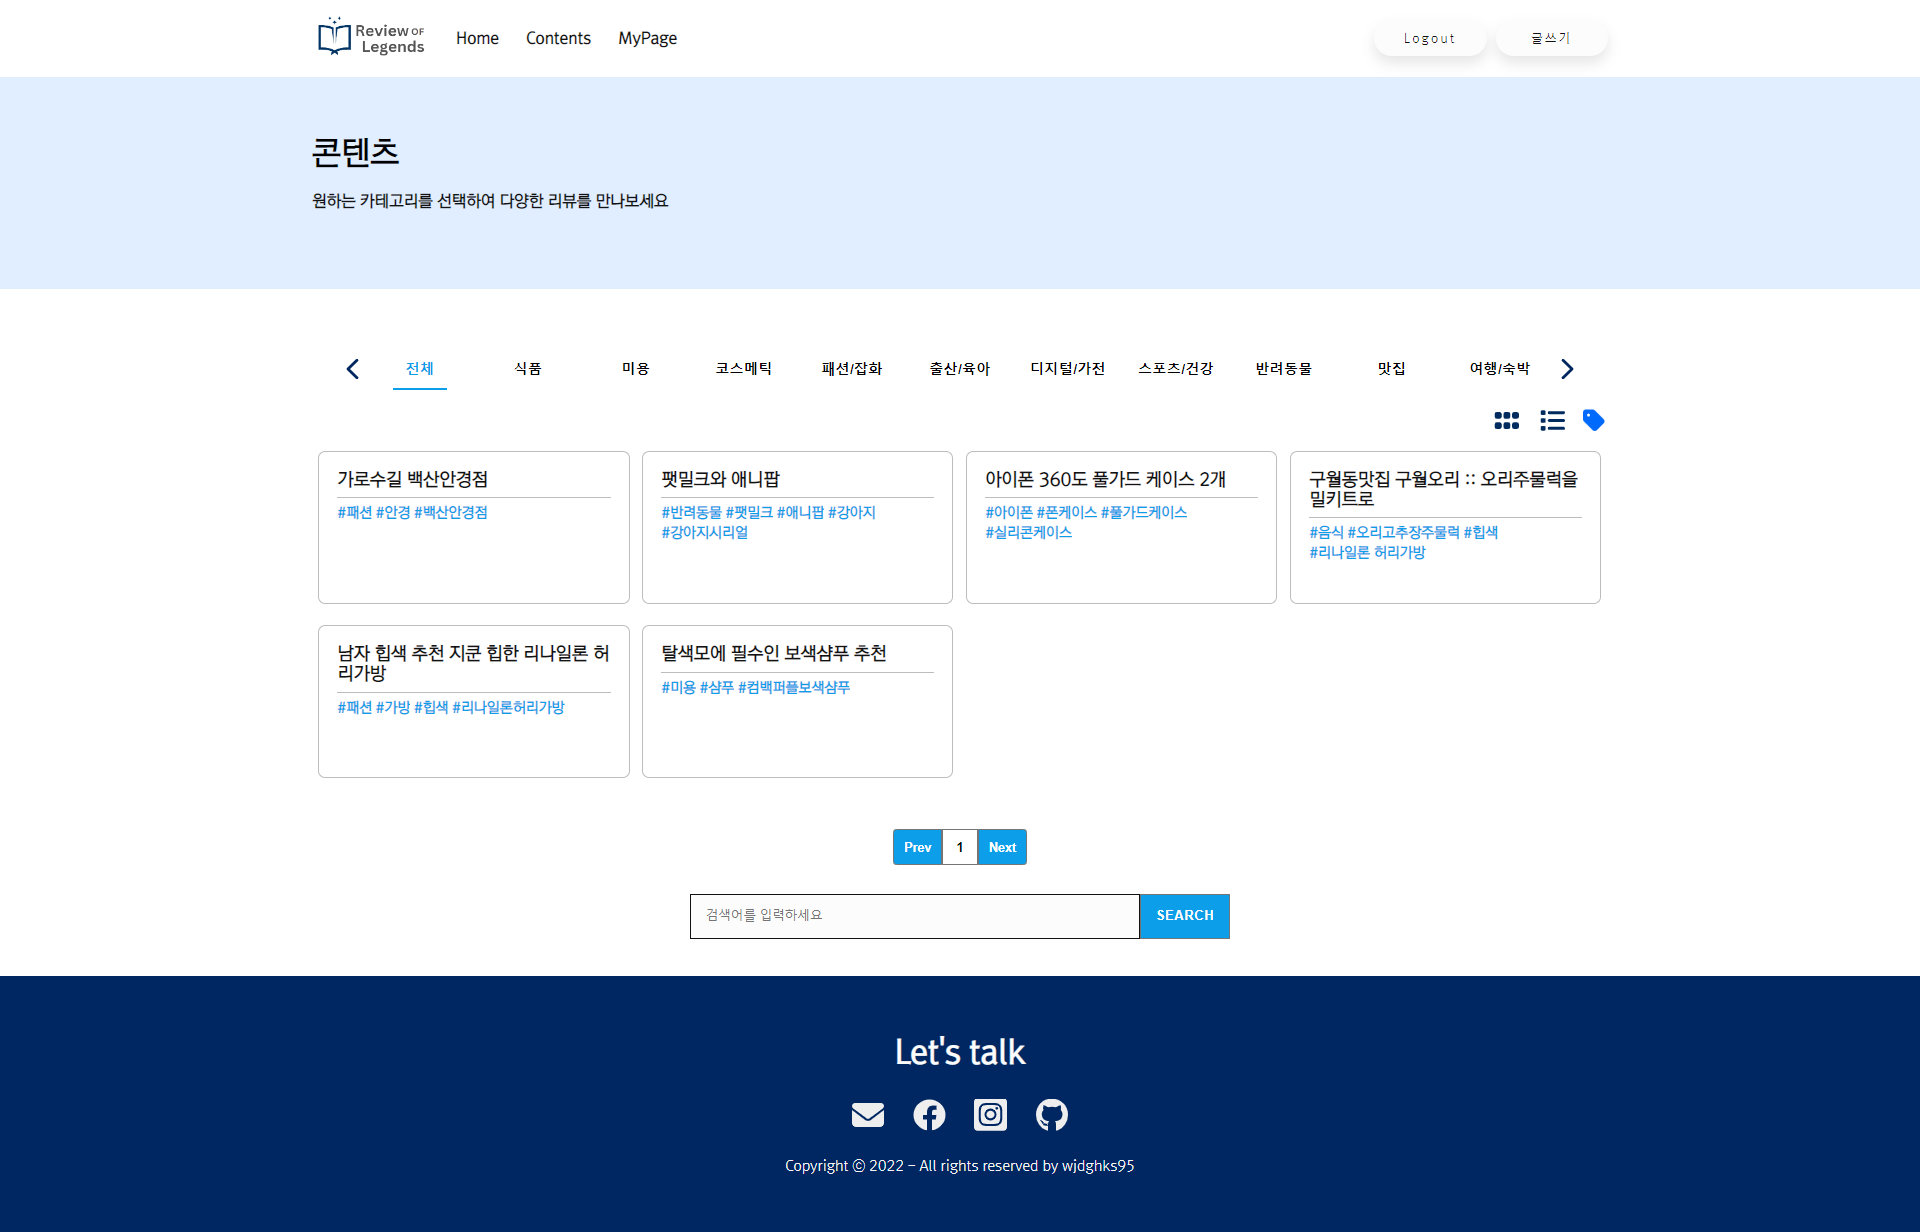 Review OF
Legends
Home
Contents
MyPage
Logout
글쓰기
콘텐츠
원하는 카테고리를 선택하여 다양한 리뷰를 만나보세요
전체
식품
미용
코스메틱
패션/잡화
출산/육아
디지털/가전
스포츠/건강
반려동물
맛집
여행/숙박
가로수길 백산안경점
#패션 #안경 #백산안경점
팻밀크와 애니팝
#반려동물 #팻밀크 #애니팝 #강아지
#강아지시리얼
아이폰 360도 풀가드 케이스 2개
#아이폰 #폰케이스 #풀가드케이스
#실리콘케이스
구월동맛집 구월오리 :: 오리주물럭을
밀키트로
#음식 #오리고추장주물럭 #힙색
#리나일론 허리가방
남자 힙색 추천 지쿤 힙한 리나일론 허
리가방
#패션 #가방 #힙색 #리나일론허리가방
탈색모에 필수인 보색샴푸 추천
#미용 #샴푸 #컴백퍼플보색샴푸
Prev
1
Next
검색어를 입력하세요
SEARCH
Let's talk
Copyright ⓒ 2022 – All rights reserved by wjdghks95